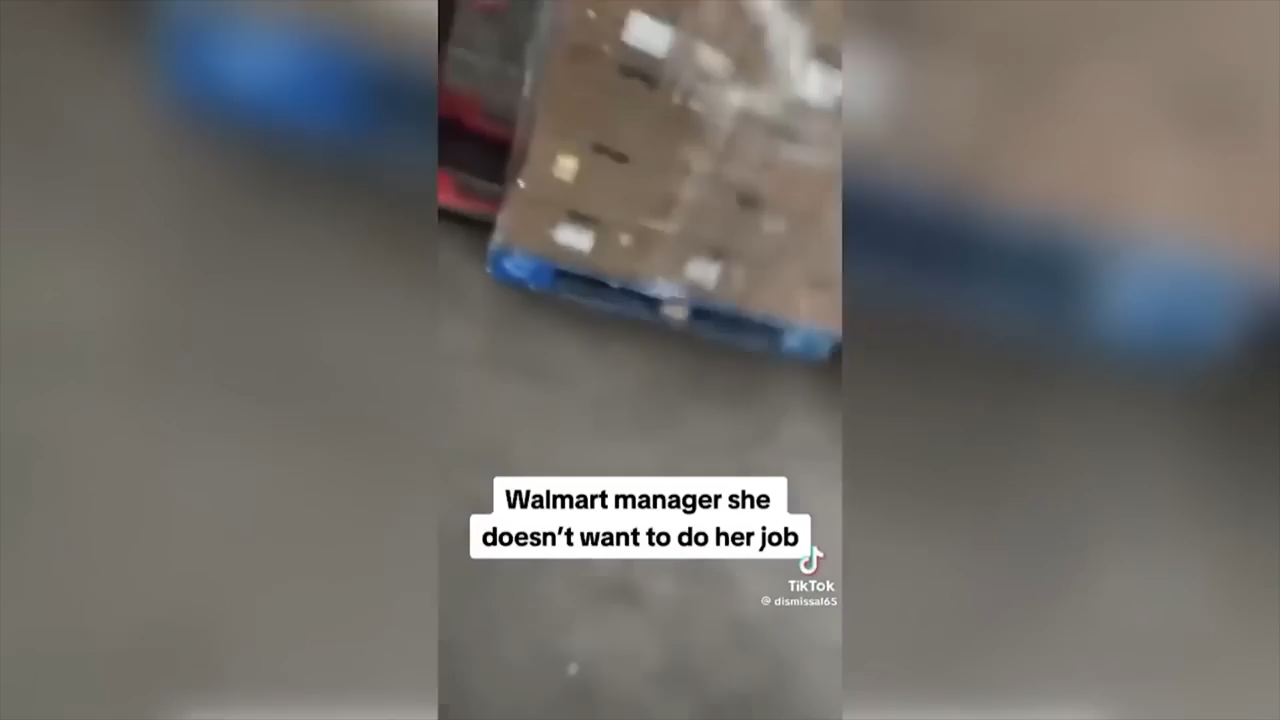 Walmart manager she
doesn’t want to do her job
TikTok
@ dismissal65